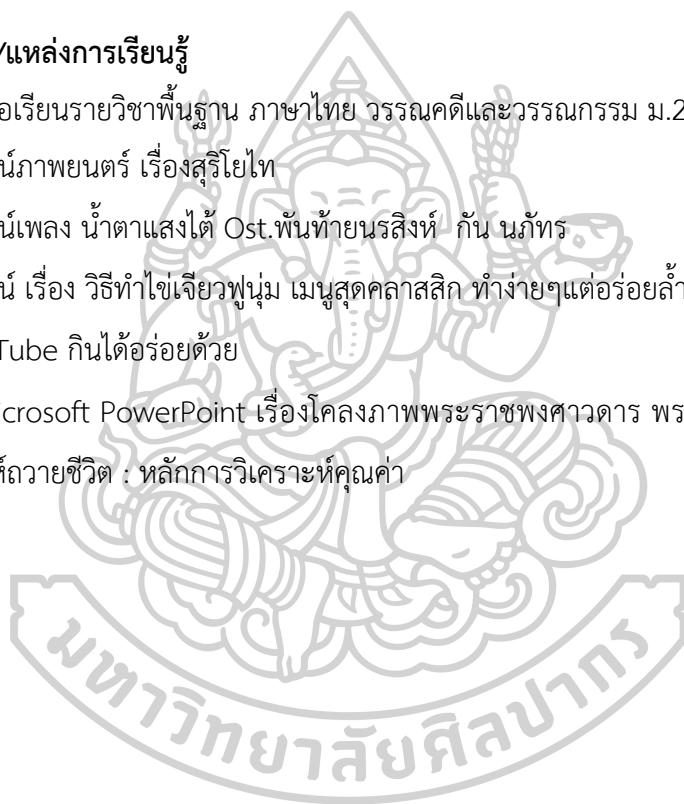 /แหล่งการเรียนรู้
อเรียนรายวิชาพื้นฐาน ภาษาไทย วรรณคดีและวรรณกรรม ม.2
น์ภาพยนตร์ เรื่องสุริโยไท
น์เพลง น้ำตาแสงไต้ Ost.พันท้ายนรสิงห์ กัน นภัทร
น์ เรื่อง วิธีทำไข่เจียวฟูนุ่ม เมนูสุดคลาสสิก ทำง่ายๆแต่อร่อยล้ำ
Tube กินได้อร่อยด้วย
icrosoft PowerPoint เรื่องโคลงภาพพระราชพงศาวดาร พร
ห์ถวายชีวิต : หลักการวิเคราะห์คุณค่า
มหาวิทยาลัยศิลปากร